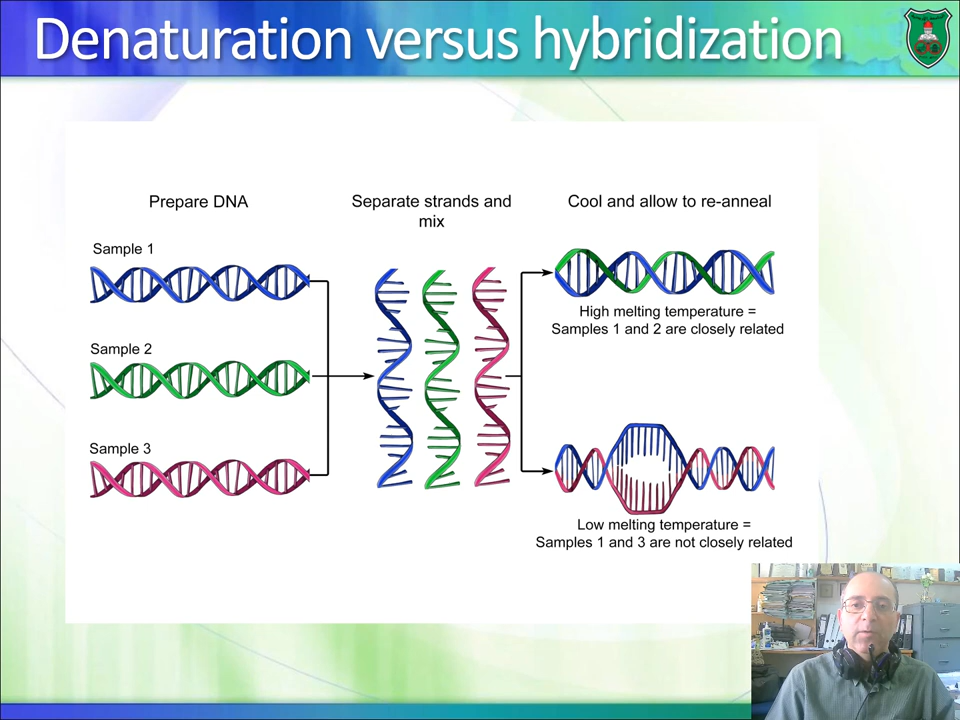 Denaturation versus hybridization
Prepare DNA
Separate strands and
mix
Cool and allow to re-anneal
Sample 1
Sample 2
Sample 3
High melting temperature =
Samples 1 and 2 are closely related
Low melting temperature =
Samples 1 and 3 are not closely related